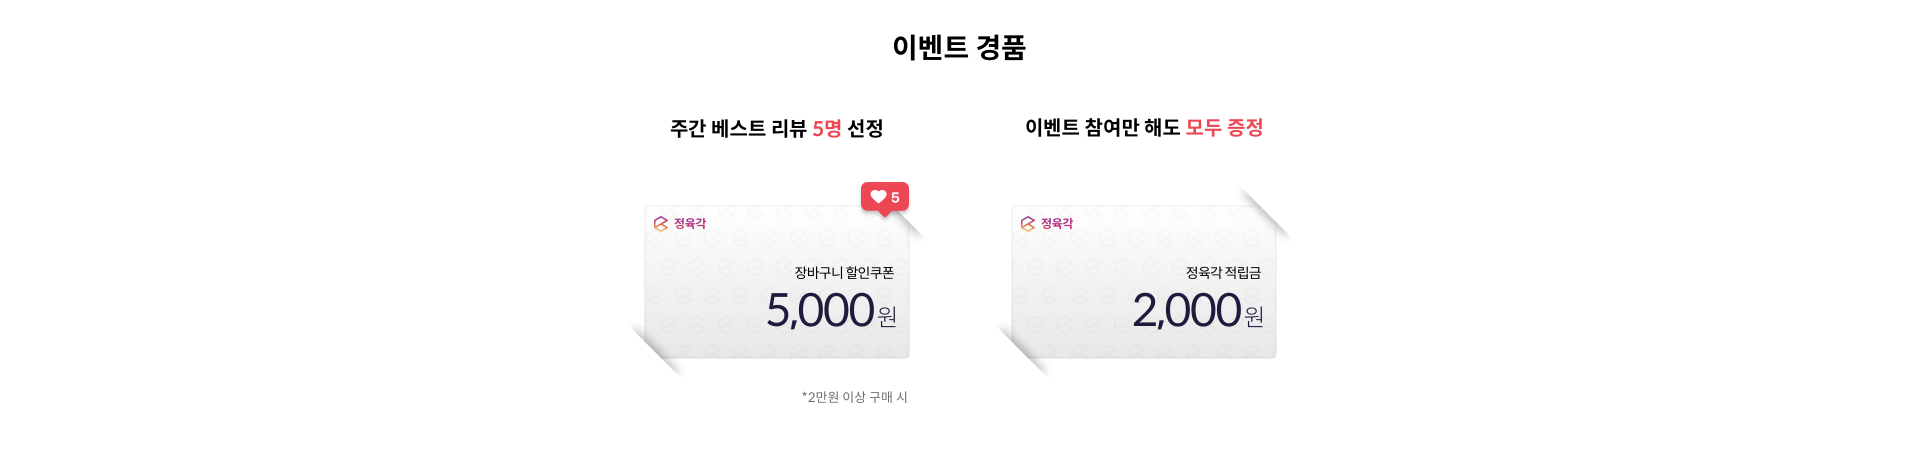 이벤트 경품
주간 베스트 리뷰 5명 선정
5
정육각
장바구니 할인쿠폰
5,000원
*2만원 이상 구매 시
이벤트 참여만 해도 모두 증정
정육각
정육각 적립금
2,000원